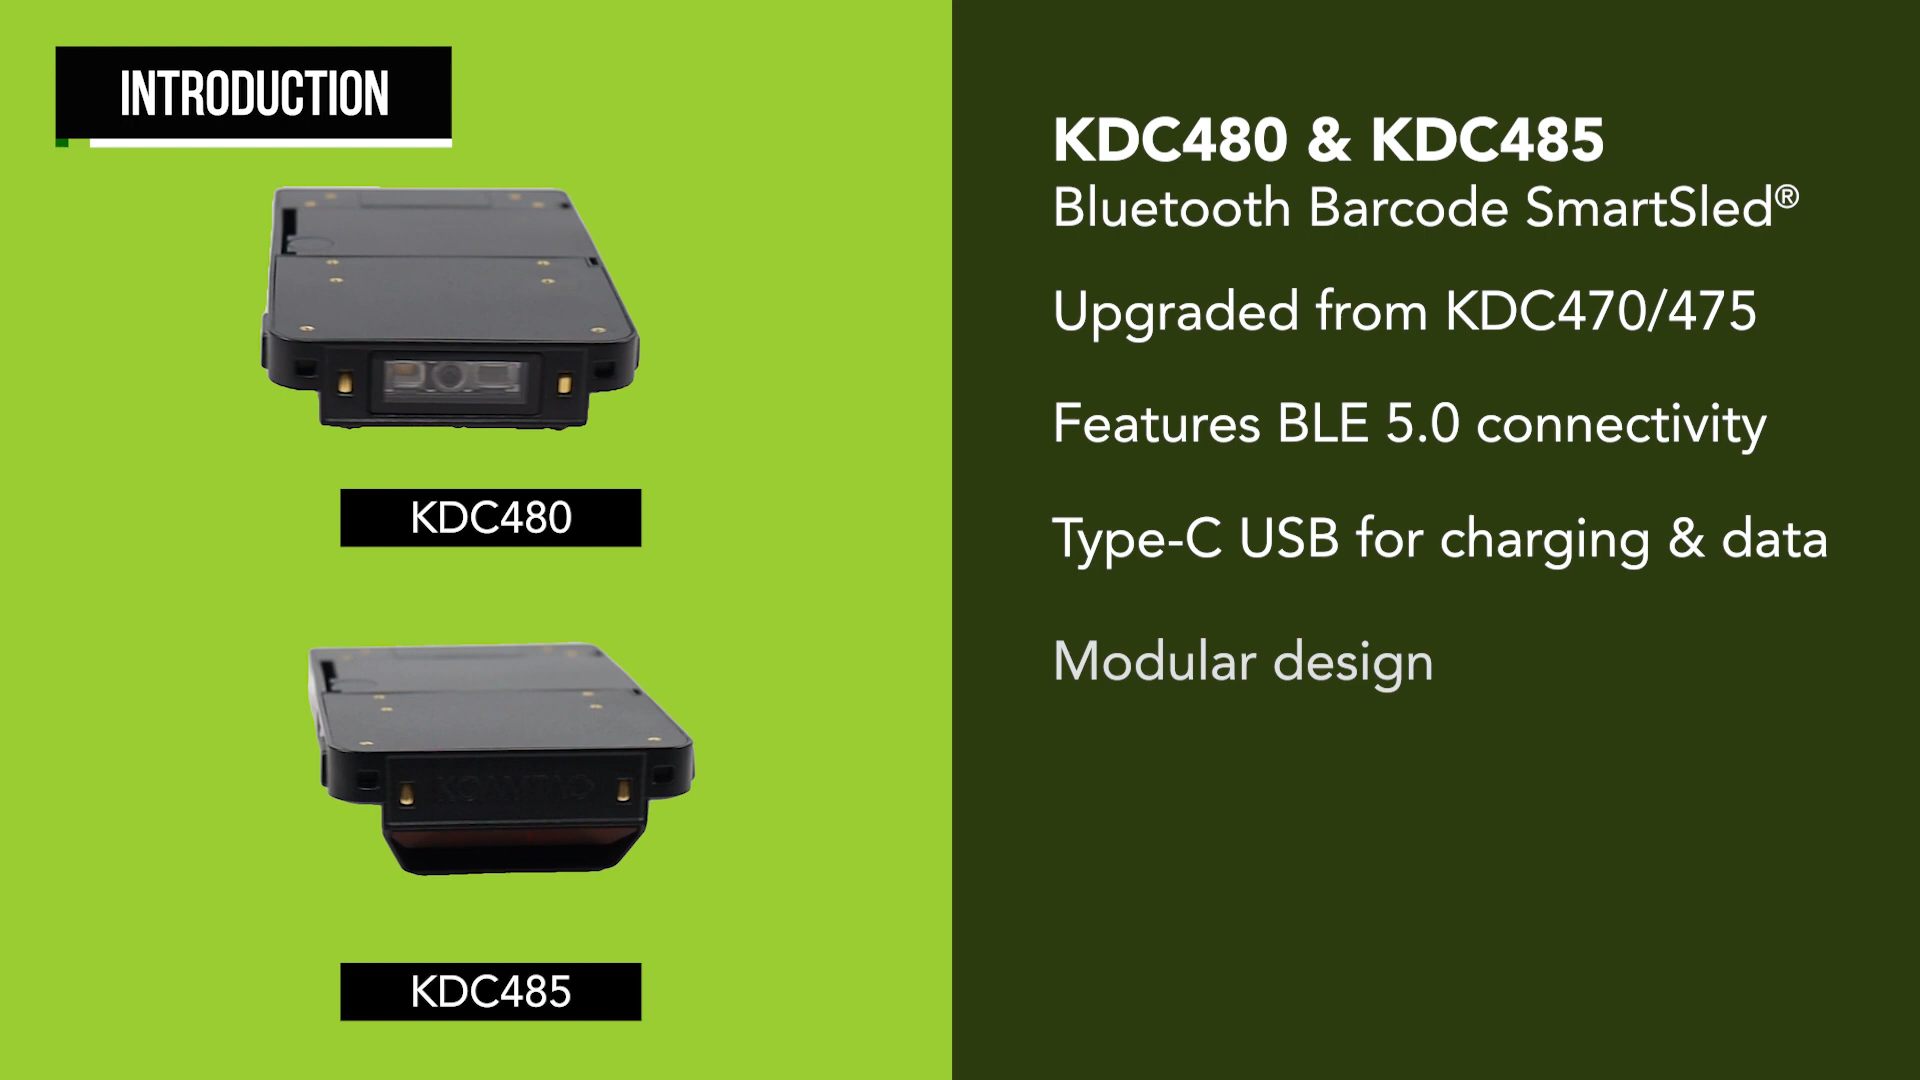 INTRODUCTION
KDC480 & KDC485
Bluetooth Barcode SmartSled®
Upgraded from KDC470/475
Features BLE 5.0 connectivity
Type-C USB for charging & data
Modular design
KDC480
KDC485